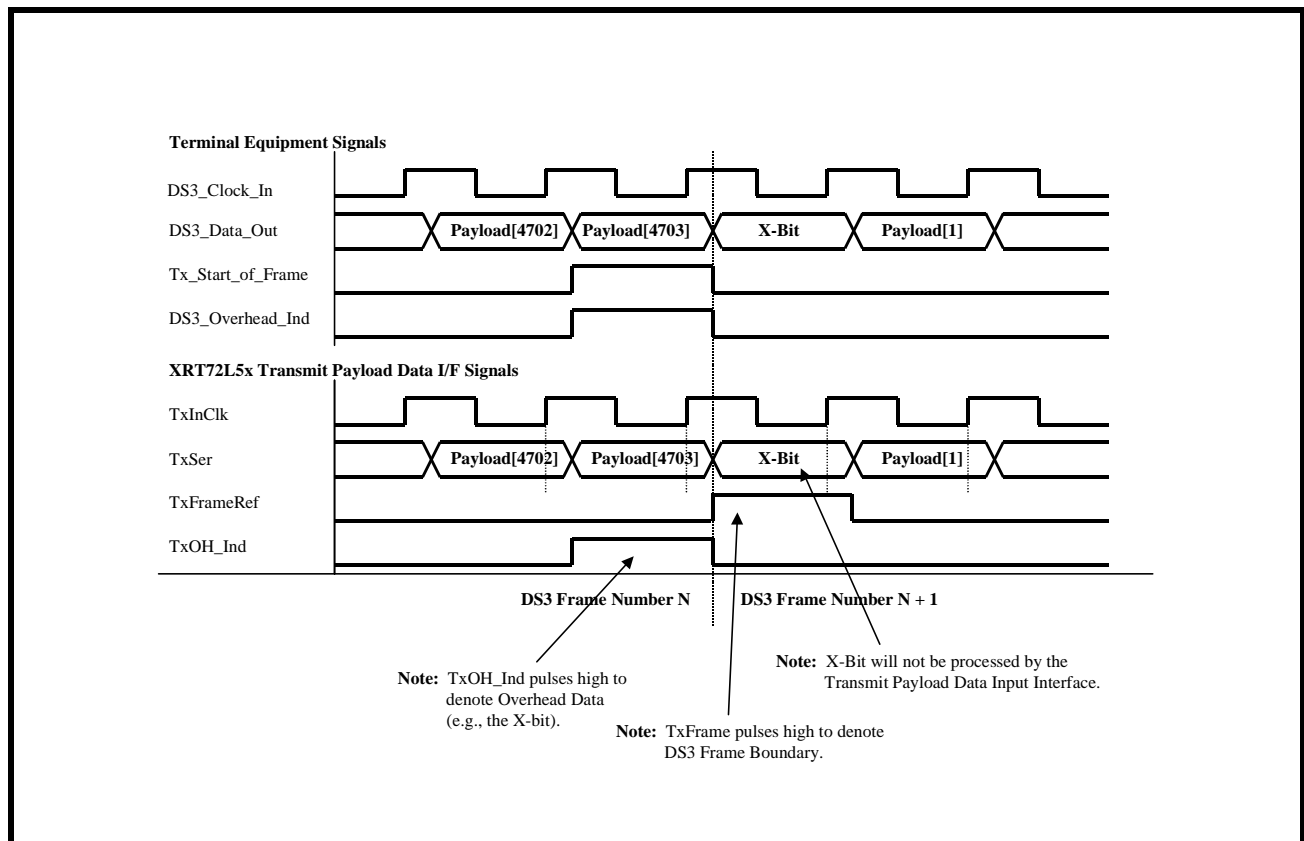 Terminal Equipment Signals
DS3_Clock_In
DS3_Data_Out
Payload[4702] Payload[4703] X-Bit Payload[1]
Tx_Start_of_Frame
DS3_Overhead_Ind
XRT72L5x Transmit Payload Data I/F Signals
TxInClk
TxSer
Payload[4702] Payload[4703] X-Bit Payload[1]
TxFrameRef
TxOH_Ind
DS3 Frame Number N DS3 Frame Number N + 1
Note: TxOH_Ind pulses high to
denote Overhead Data
(e.g., the X-bit).
Note: X-Bit will not be processed by the
Transmit Payload Data Input Interface.
Note: TxFrame pulses high to denote
DS3 Frame Boundary.